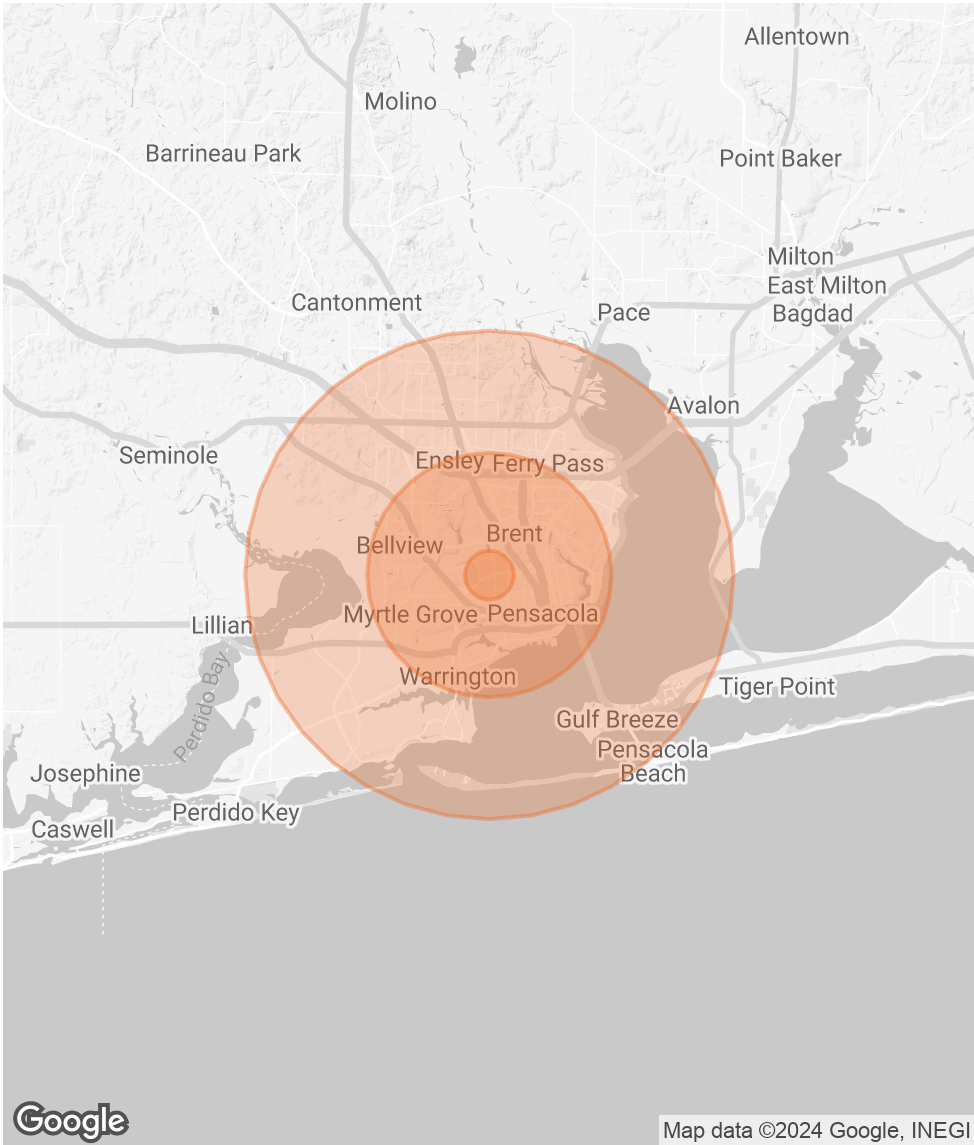 Allentown
Molino
Barrineau Park
Point Baker
Milton
East Milton
Cantonment
Pace
Bagdad
Avalon
Seminole
Ensley
Ferry Pass
Brent
Bellview
Myrtle Grove
Pensacola
Lillian
Warrington
Tiger Point
Perdido Bay
Gulf Breeze
Pensacola
Beach
Josephine
Perdido Key
Caswell
Google
Map data ©2024 Google, INEGI